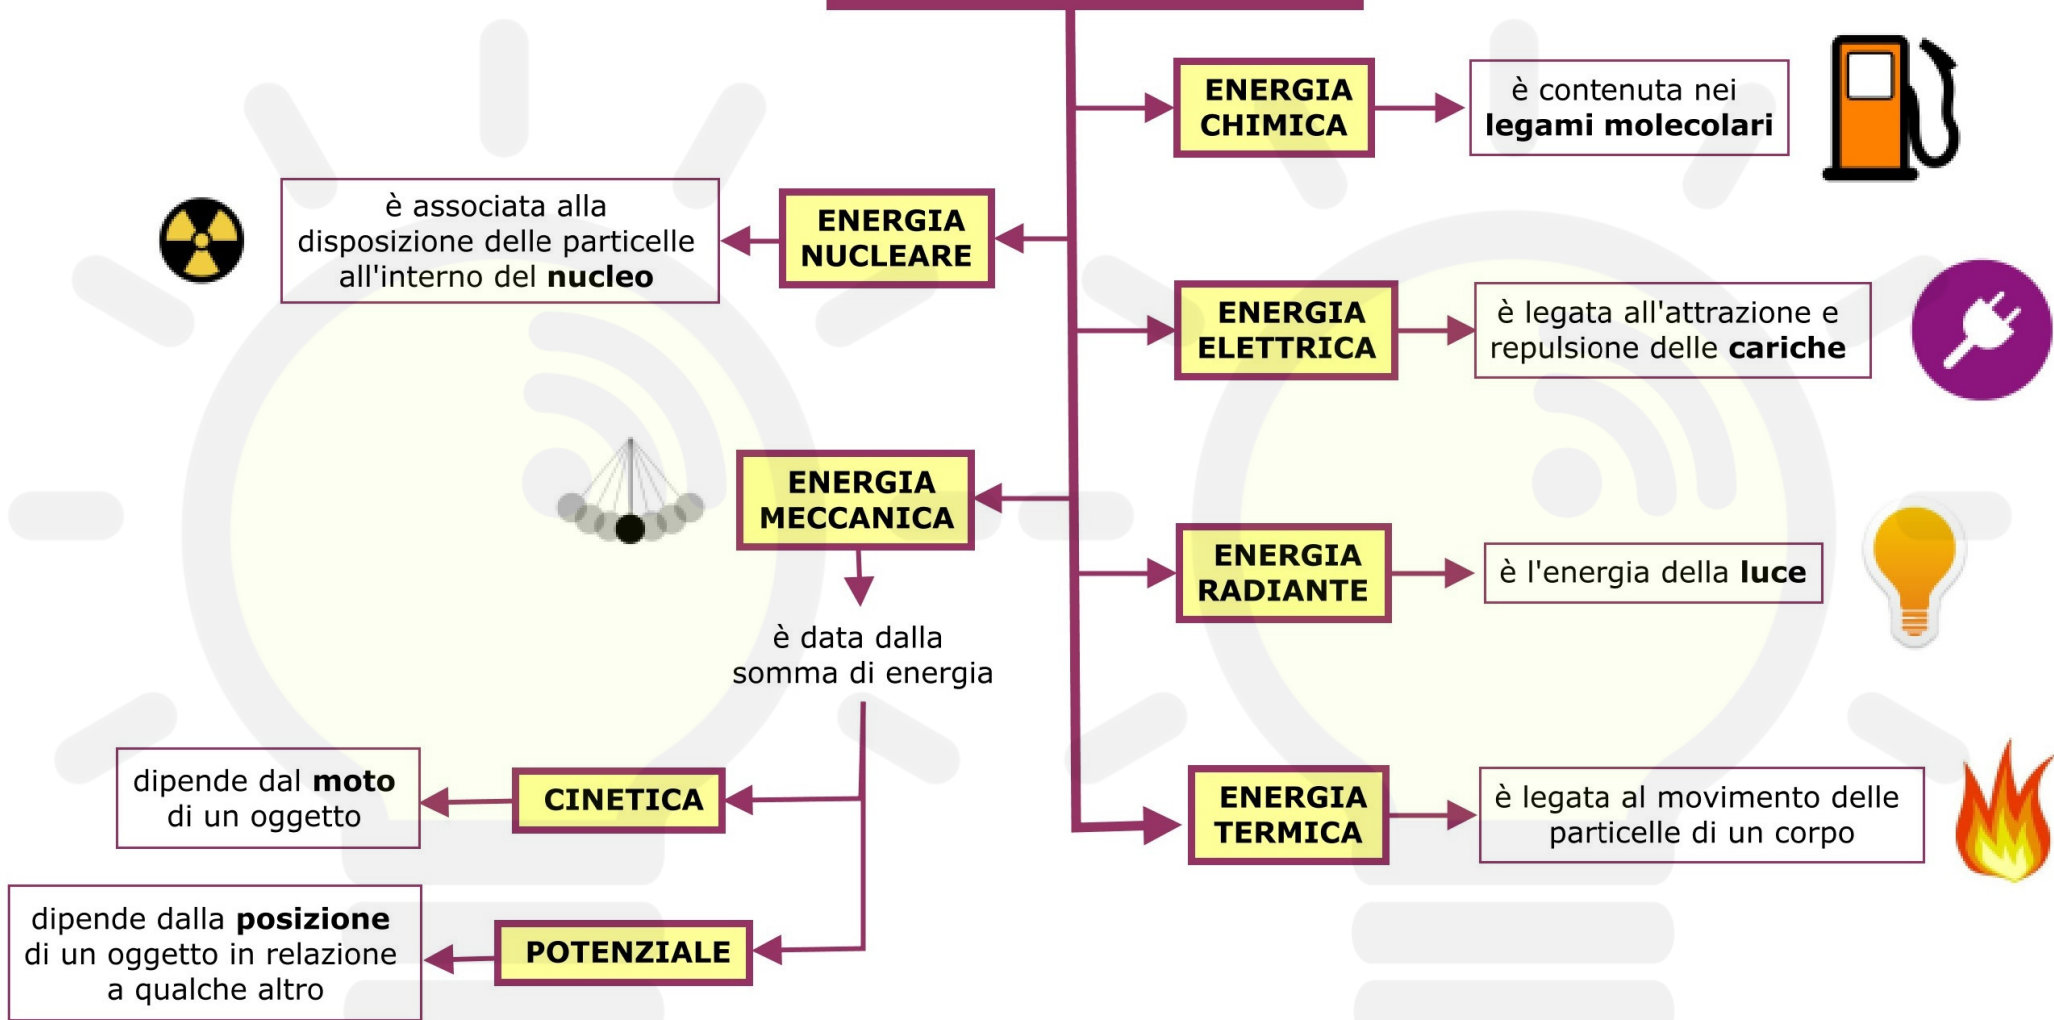 ENERGIA
CHIMICA
è contenuta nei
legami molecolari
ENERGIA
NUCLEARE
è associata alla
disposizione delle particelle
all'interno del nucleo
ENERGIA
ELETTRICA
è legata all'attrazione e
repulsione delle cariche
ENERGIA
MECCANICA
è data dalla
somma di energia
ENERGIA
RADIANTE
è l'energia della luce
CINETICA
dipende dal moto
di un oggetto
ENERGIA
TERMICA
è legata al movimento delle
particelle di un corpo
POTENZIALE
dipende dalla posizione
di un oggetto in relazione
a qualche altro